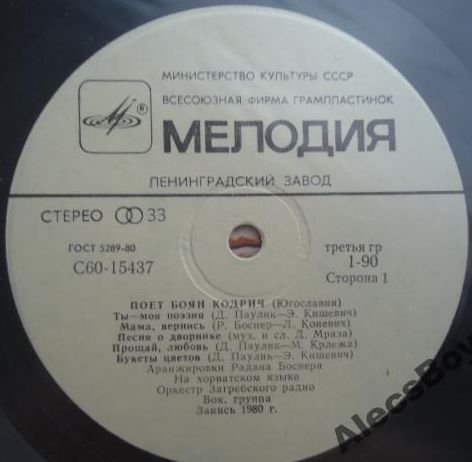 МИНИСТЕРСТВО КУЛЬТУРЫ СССР
ВСЕСОЮЗНАЯ ФИРМА ГРАМПЛАСТИНОК
®
МЕЛОДИЯ
ЛЕНИНГРАДСКИЙ ЗАВОД
СТЕРЕО 33
ГОСТ 5289-80
С60-15437
третья гр
1-90
Сторона 1
ПОЕТ БОЯН КОДРИЧ (Югославия)
Ты—моя поэзия (Д. Паулик—Э. Кишевич)
Мама, вернись (Р. Боснер—Л. Коневич)
Песня о дворнике (муз. и сл. Д. Мраза)
Прощай, любовь (Д. Паулик—М. Крлежа)
Букеты цветов (Д. Паулик—Э. Кишевич)
Аранжировки Радана Боснера
На хорватском языке
Оркестр Загребского радио
Вок. группа
Запись 1980 г.
AlecsBow